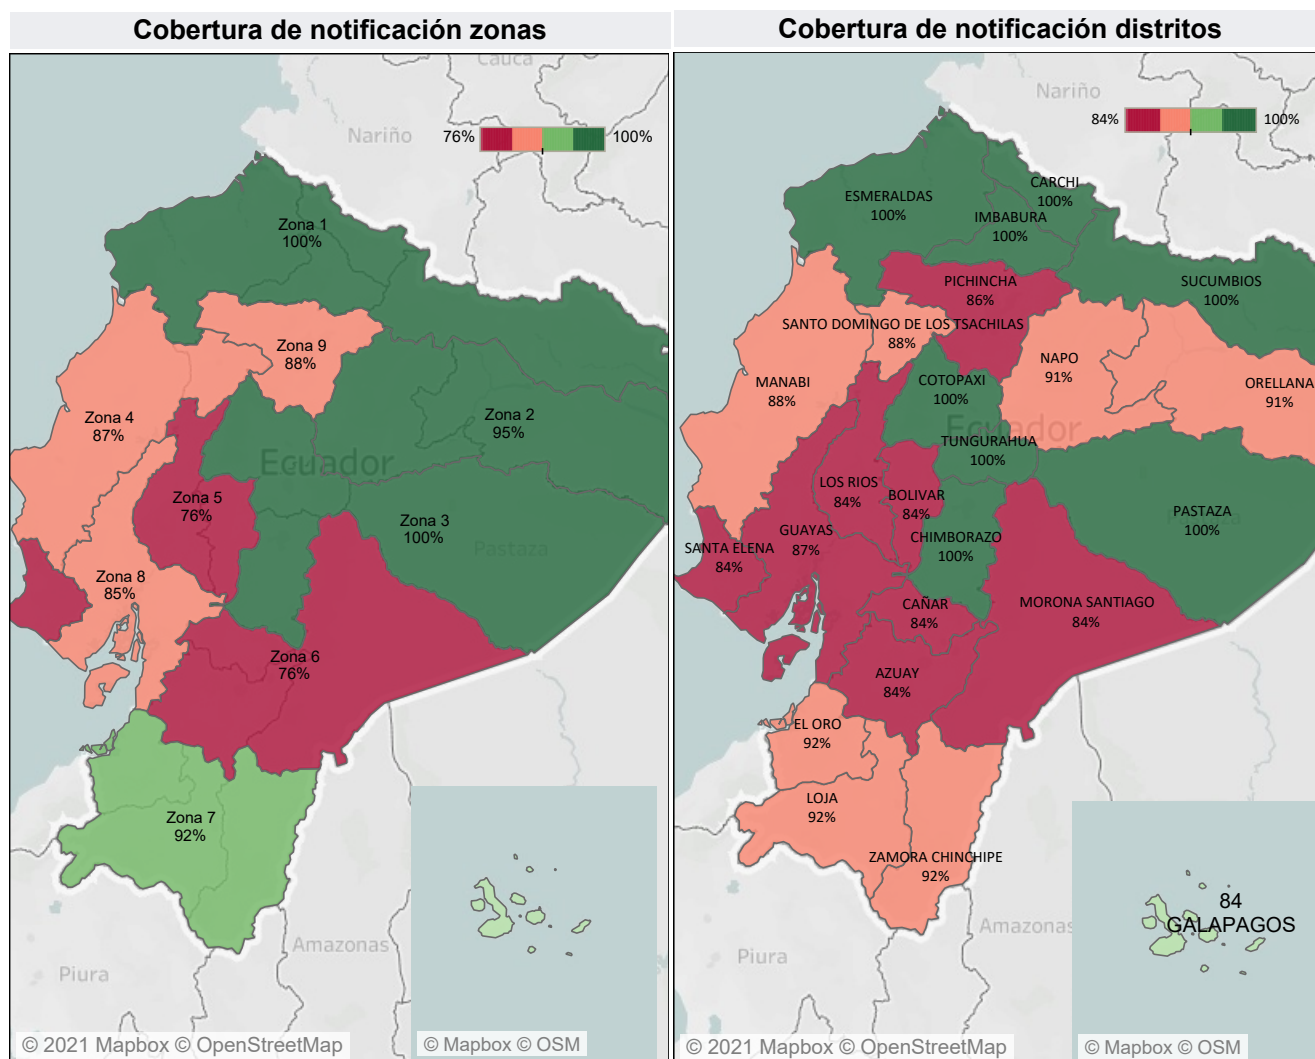 Cobertura de notificación zonas
Cauca
Nariño
76%
100%
Zona 1
100%
Zona 9
88%
Zona 4
87%
Zona 2
95%
Ecuador
Zona 5
76%
Zona 3
100%
Pastaza
Zona 8
85%
Zona 6
76%
Zona 7
92%
Amazonas
Piura
© 2021 Mapbox © OpenStreetMap
© Mapbox © OSM
Cobertura de notificación distritos
Nariño
84%
100%
CARCHI
100%
ESMERALDAS
100%
IMBABURA
100%
PICHINCHA
86%
SUCUMBIOS
100%
SANTO DOMINGO DE LOS TSACHILAS
88%
NAPO
91%
MANABI
88%
COTOPAXI
100%
ORELLANA
91%
Ecuador
TUNGURAHUA
100%
LOS RIOS
84%
BOLIVAR
84%
PASTAZA
100%
GUAYAS
87%
CHIMBORAZO
100%
SANTA ELENA
84%
CAÑAR
84%
MORONA SANTIAGO
84%
AZUAY
84%
EL ORO
92%
LOJA
92%
ZAMORA CHINCHIPE
92%
84
GALAPAGOS
Amazonas
Piura
© 2021 Mapbox © OpenStreetMap
© Mapbox © OSM